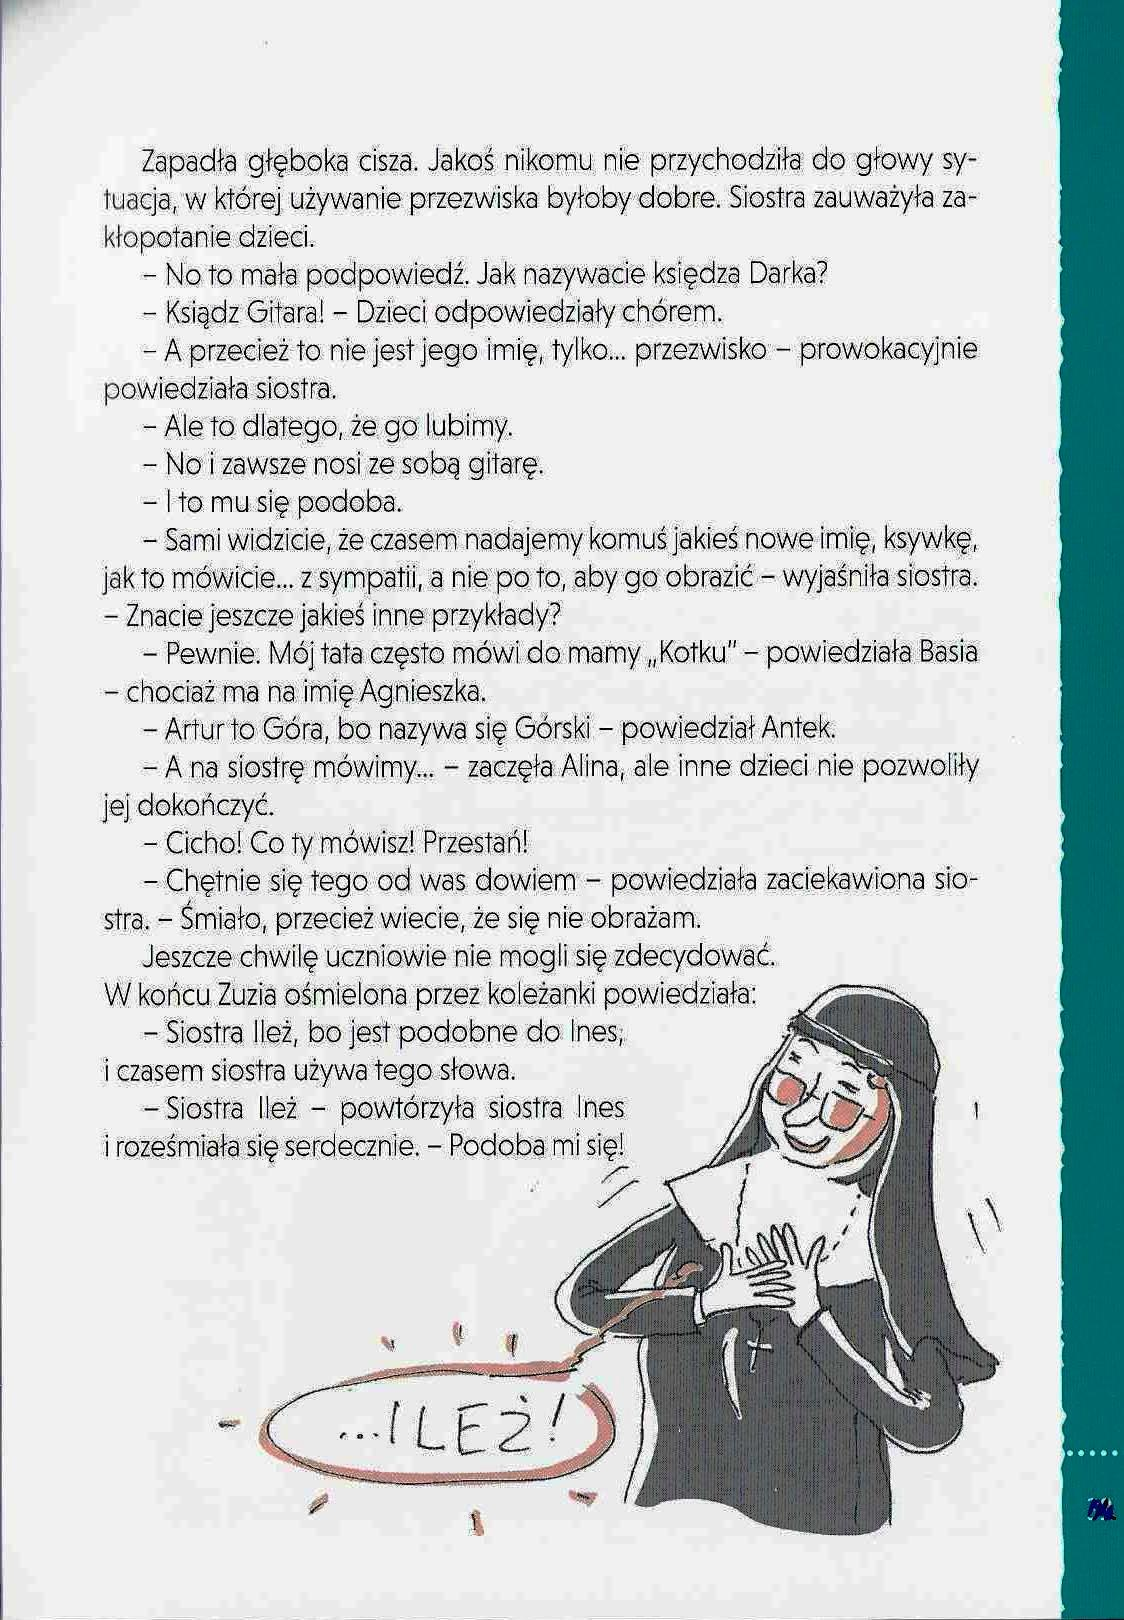 Zapadła głęboka cisza. Jakoś nikomu nie przychodziła do głowy sy-
tuacja, w której używanie przezwiska byłoby dobre. Siostra zauważyła za-
kłopotanie dzieci.
– No to mała podpowiedź. Jak nazywacie księdza Darka?
– Ksiądz Gitara! – Dzieci odpowiedziały chórem.
– A przecież to nie jest jego imię, tylko... przezwisko – prowokacyjnie
powiedziała siostra.
– Ale to dlatego, że go lubimy.
– No i zawsze nosi ze sobą gitarę.
– I to mu się podoba.
– Sami widzicie, że czasem nadajemy komuś jakieś nowe imię, ksywkę,
jak to mówicie... z sympatii, a nie po to, aby go obrazić – wyjaśniła siostra.
– Znacie jeszcze jakieś inne przykłady?
– Pewnie. Mój tata często mówi do mamy „Kotku” – powiedziała Basia
– chociaż ma na imię Agnieszka.
– Artur to Góra, bo nazywa się Górski – powiedział Antek.
– A na siostrę mówimy... – zaczęła Alina, ale inne dzieci nie pozwoliły
jej dokończyć.
– Cicho! Co ty mówisz! Przestań!
– Chętnie się tego od was dowiem – powiedziała zaciekawiona sio-
stra. – Śmiało, przecież wiecie, że się nie obrażam.
Jeszcze chwilę uczniowie nie mogli się zdecydować.
W końcu Zuzia ośmielona przez koleżanki powiedziała:
– Siostra Ileż, bo jest podobne do Ines,
i czasem siostra używa tego słowa.
– Siostra Ileż – powtórzyła siostra Ines
i roześmiała się serdecznie. – Podoba mi się!
...ILEŻ!